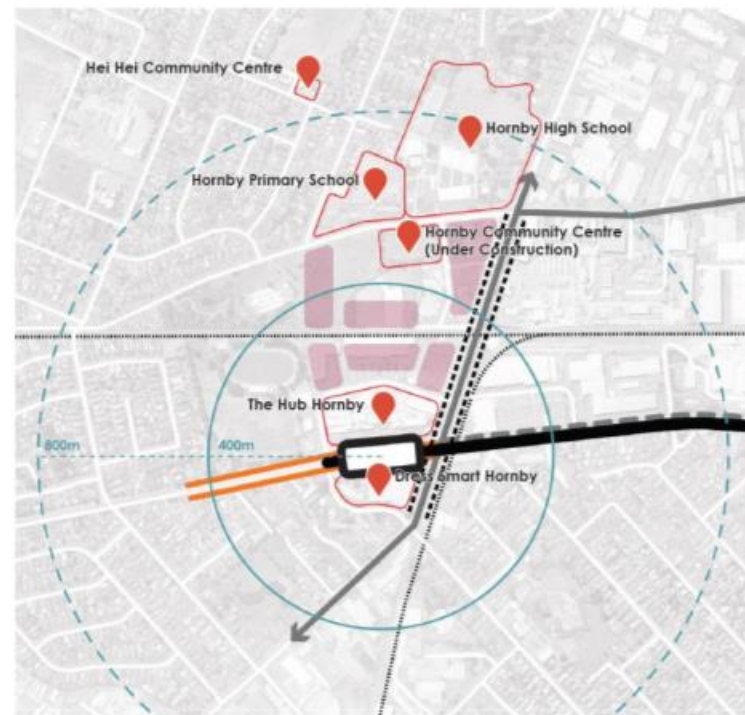 Hei Hei Community Centre
Hornby High School
Hornby Primary School
Hornby Community Centre
(Under Construction)
The Hub Hornby
800m
400m
Dress Smart Hornby